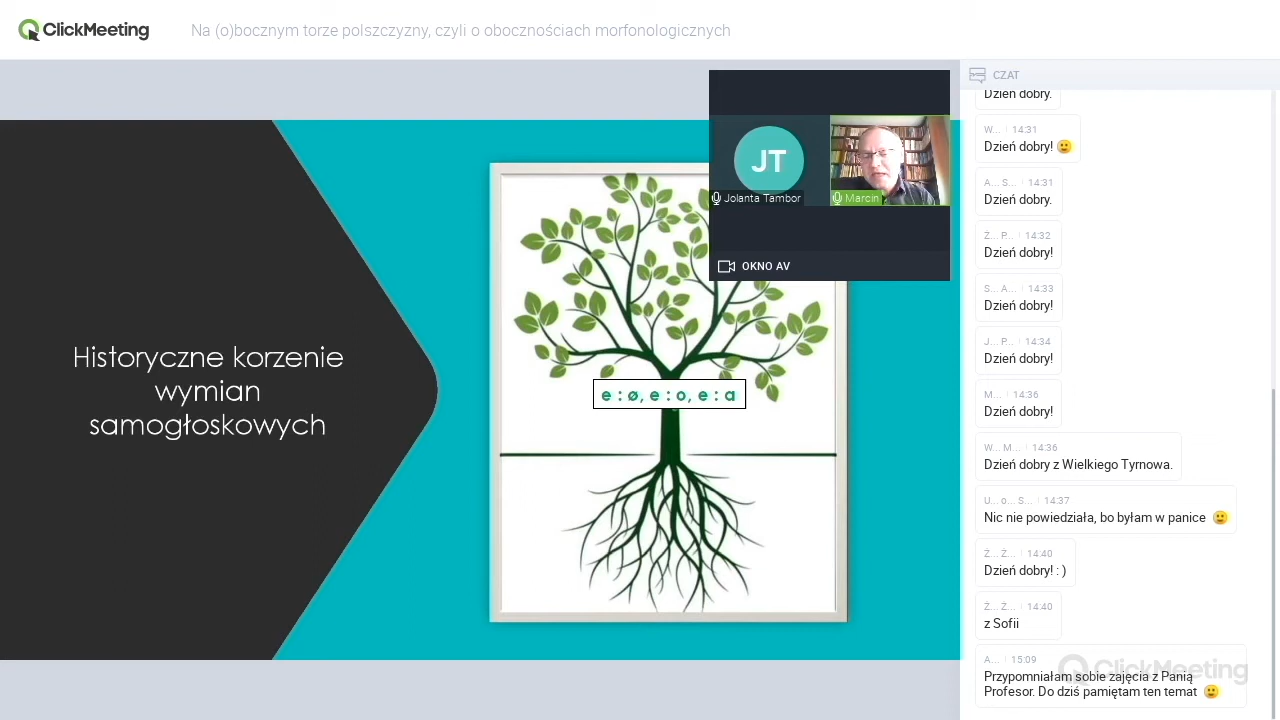 ClickMeeting
Na (o)bocznym torze polszczyzny, czyli o obocznościach morfonologicznych
Historyczne korzenie
wymian
samogłoskowych
e : ø, e : o, e : a
JT
Jolanta Tambor
Marcin
OKNO AV
CZAT
Dzień dobry.
W... 14:31
Dzień dobry! 🙂
A... S... 14:31
Dzień dobry.
Z... P... 14:32
Dzień dobry!
S... A... 14:33
Dzień dobry!
J... P... 14:34
Dzień dobry!
M... 14:36
Dzień dobry!
W... M... 14:36
Dzień dobry z Wielkiego Tyrnowa.
U... o... S... 14:37
Nic nie powiedziała, bo byłam w panice 🙂
Ż... Ż... 14:40
Dzień dobry! : )
Ż... Ż... 14:40
z Sofii
A... 15:09
Przypomniałam sobie zajęcia z Panią
Profesor. Do dziś pamiętam ten temat 🙂
ClickMeeting